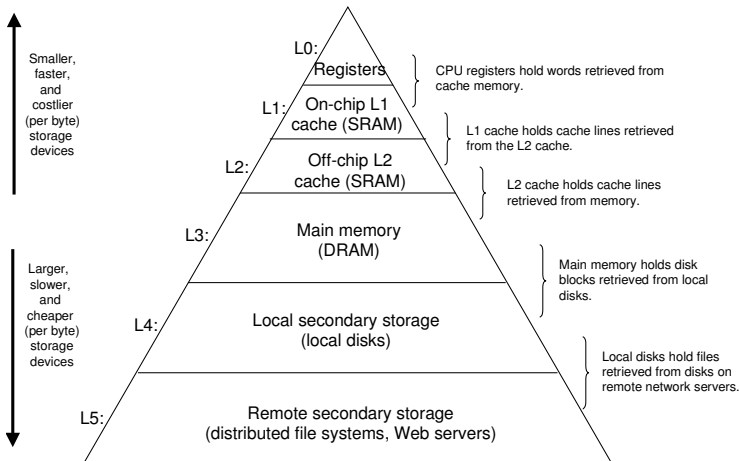 Smaller,
faster,
and
costlier
(per byte)
storage
devices
Larger,
slower,
and
cheaper
(per byte)
storage
devices
L0:
Registers
L1:
On-chip L1
cache (SRAM)
L2:
Off-chip L2
cache (SRAM)
L3:
Main memory
(DRAM)
L4:
Local secondary storage
(local disks)
L5:
Remote secondary storage
(distributed file systems, Web servers)
CPU registers hold words retrieved from
cache memory.
L1 cache holds cache lines retrieved
from the L2 cache.
L2 cache holds cache lines
retrieved from memory.
Main memory holds disk
blocks retrieved from local
disks.
Local disks hold files
retrieved from disks on
remote network servers.